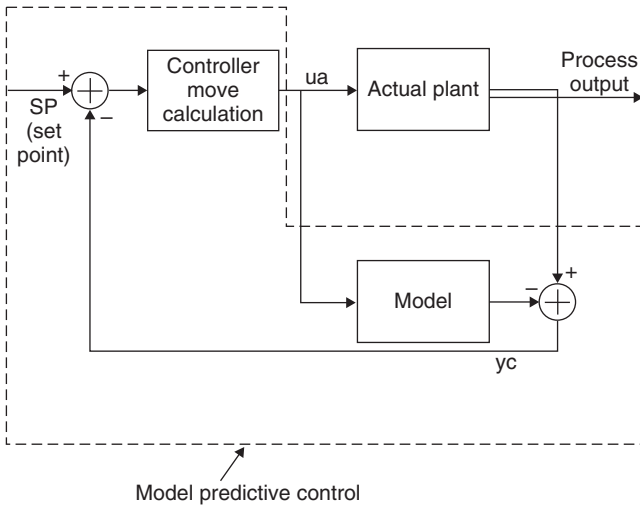 Controller
move
calculation
ua
Actual plant
Process
output
+
−
SP
(set
point)
Model
−
+
yc
Model predictive control